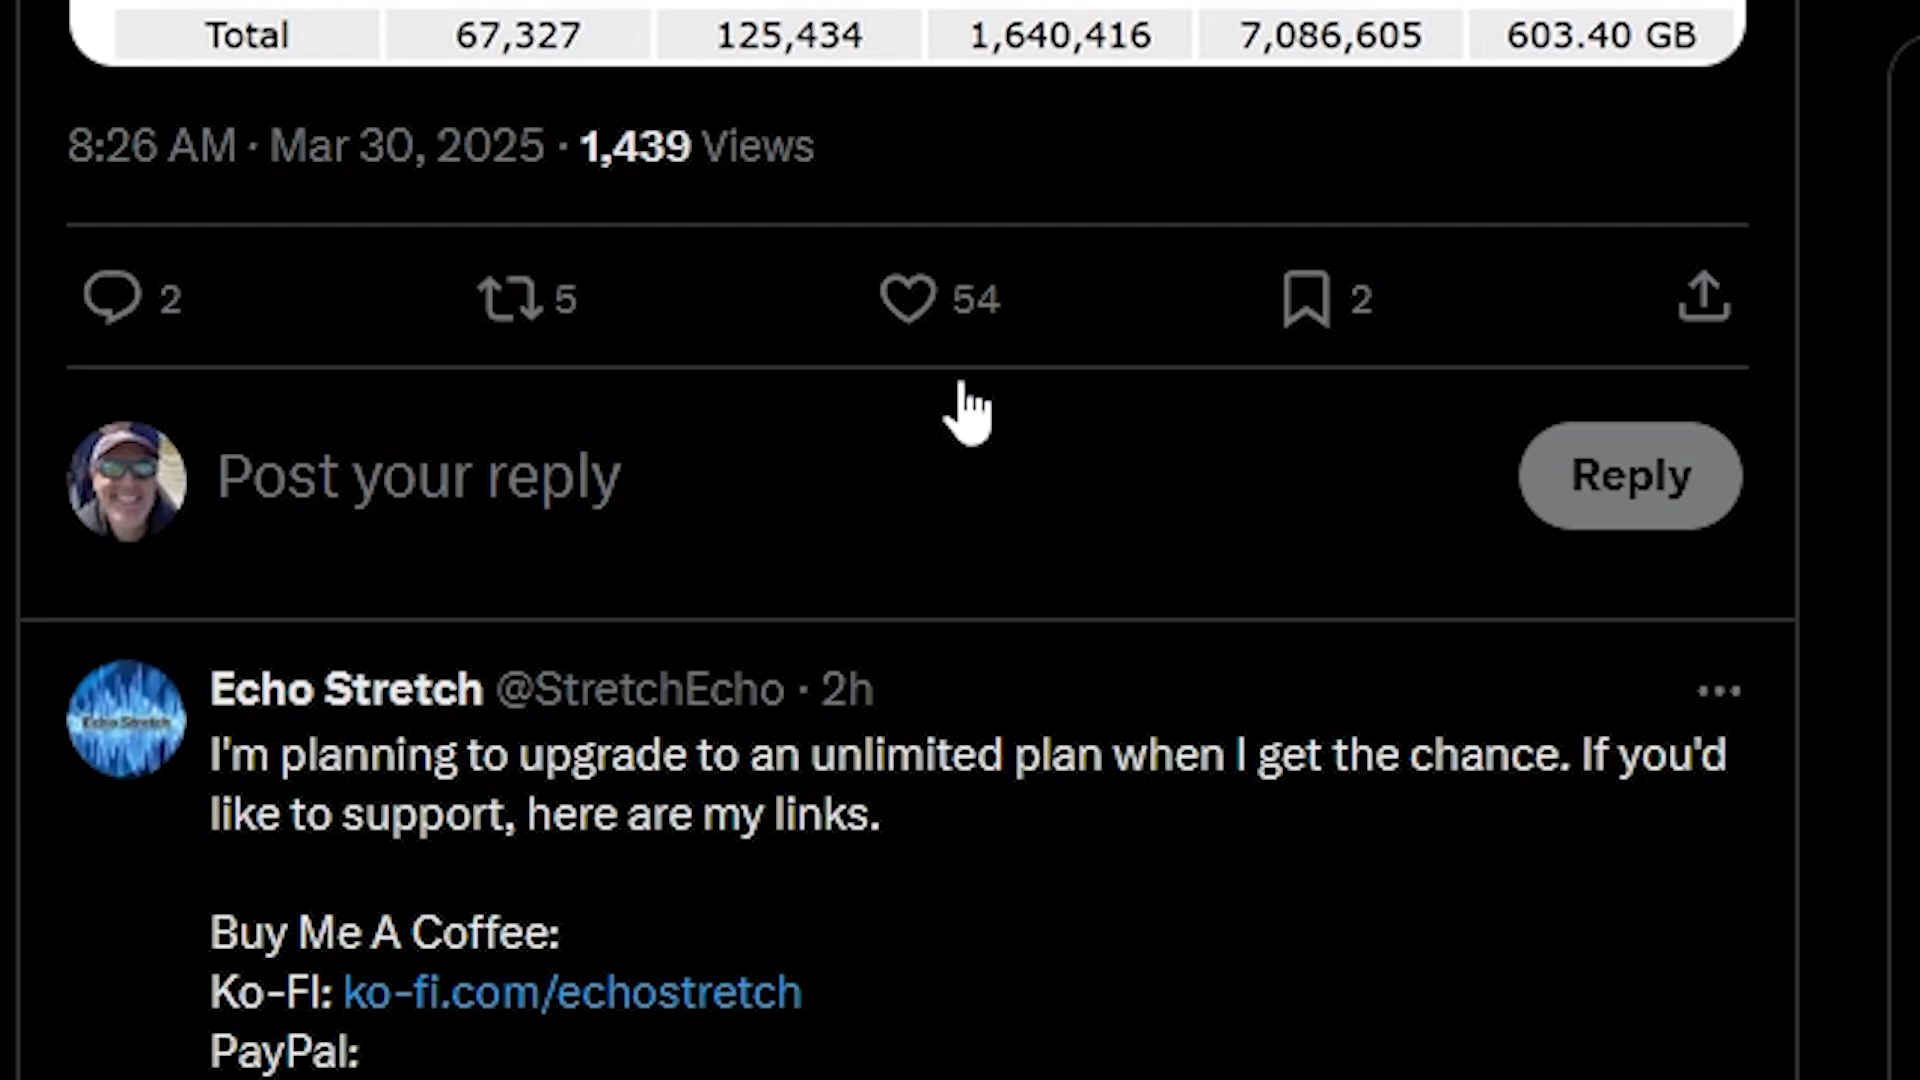 Total 67,327 125,434 1,640,416 7,086,605 603.40 GB
8:26 AM · Mar 30, 2025 · 1,439 Views
2 5 54 2
Post your reply Reply
Echo Stretch @StretchEcho · 2h
Echo Stretch
I'm planning to upgrade to an unlimited plan when I get the chance. If you'd
like to support, here are my links.
Buy Me A Coffee:
Ko-FI: ko-fi.com/echostretch
PayPal: